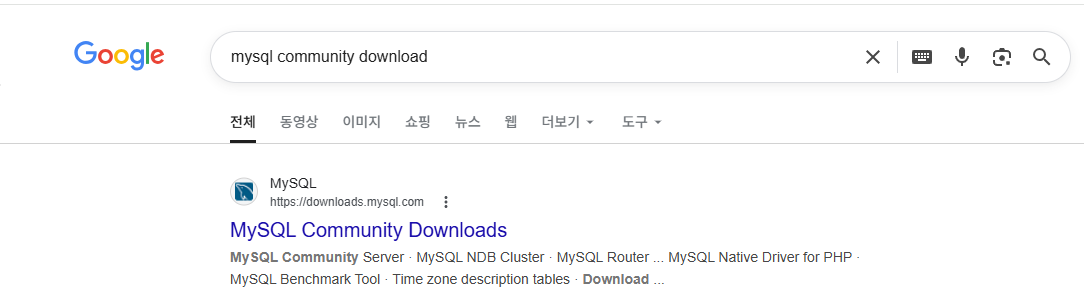 Google
mysql community download
전체 동영상 이미지 쇼핑 뉴스 웹 더보기 도구
MySQL
https://downloads.mysql.com
MySQL Community Downloads
MySQL Community Server · MySQL NDB Cluster · MySQL Router ... MySQL Native Driver for PHP ·
MySQL Benchmark Tool · Time zone description tables · Download ...